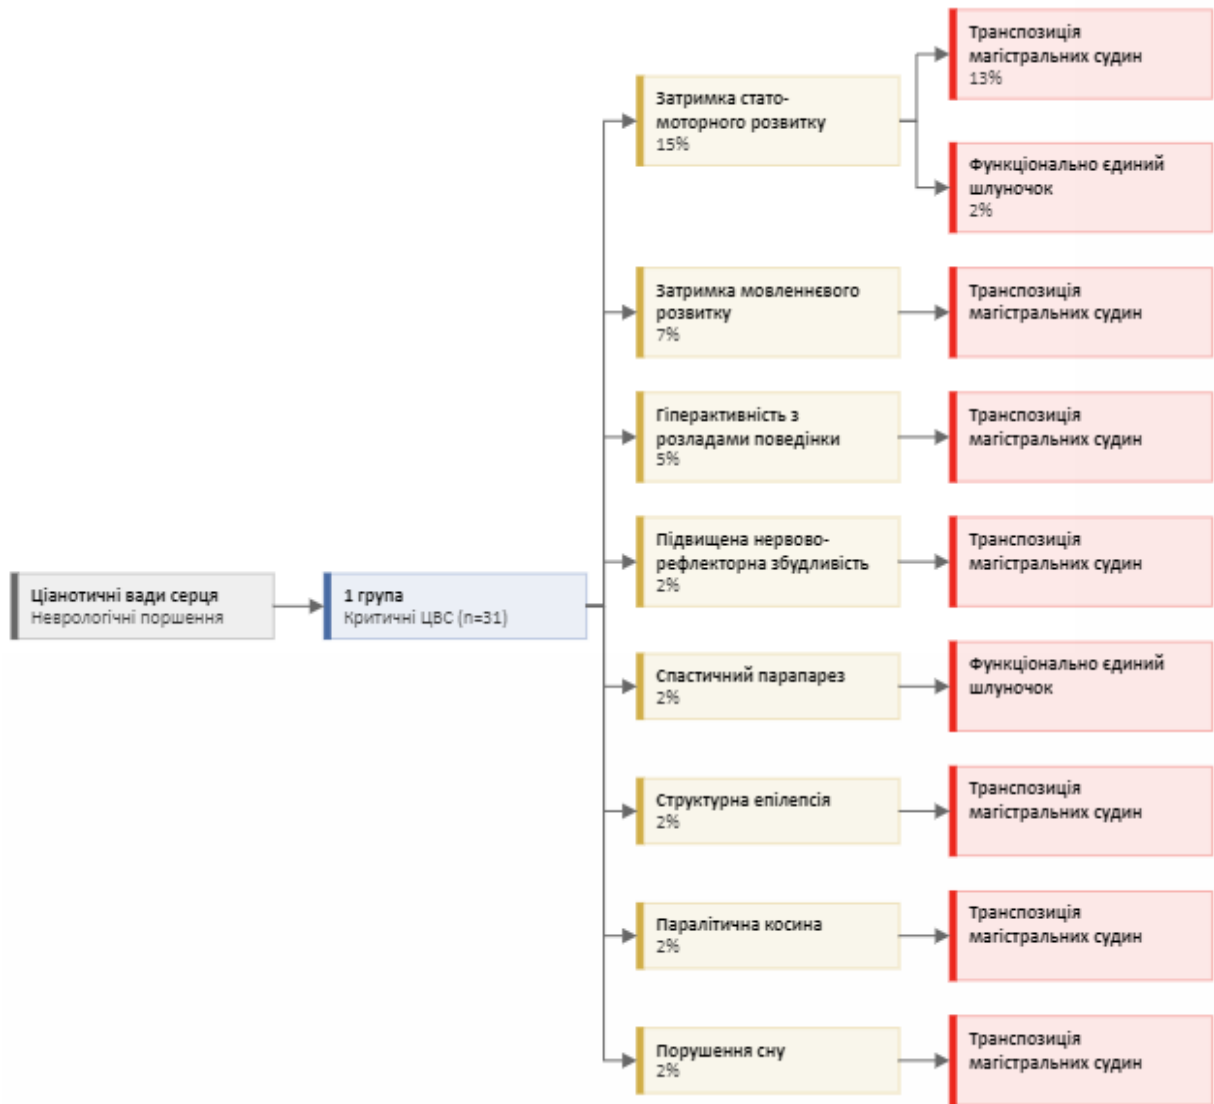 Ціанотичні вади серця
Неврологічні поршення
1 група
Критичні ЦВС (n=31)
Затримка стато-
моторного розвитку
15%
Транспозиція
магістральних судин
13%
Функціонально єдиний
шлуночок
2%
Затримка мовленнєвого
розвитку
7%
Транспозиція
магістральних судин
Гіперактивність з
розладами поведінки
5%
Транспозиція
магістральних судин
Підвищена нервово-
рефлекторна збудливість
2%
Транспозиція
магістральних судин
Спастичний парапарез
2%
Функціонально єдиний
шлуночок
Структурна епілепсія
2%
Транспозиція
магістральних судин
Паралітична косина
2%
Транспозиція
магістральних судин
Порушення сну
2%
Транспозиція
магістральних судин